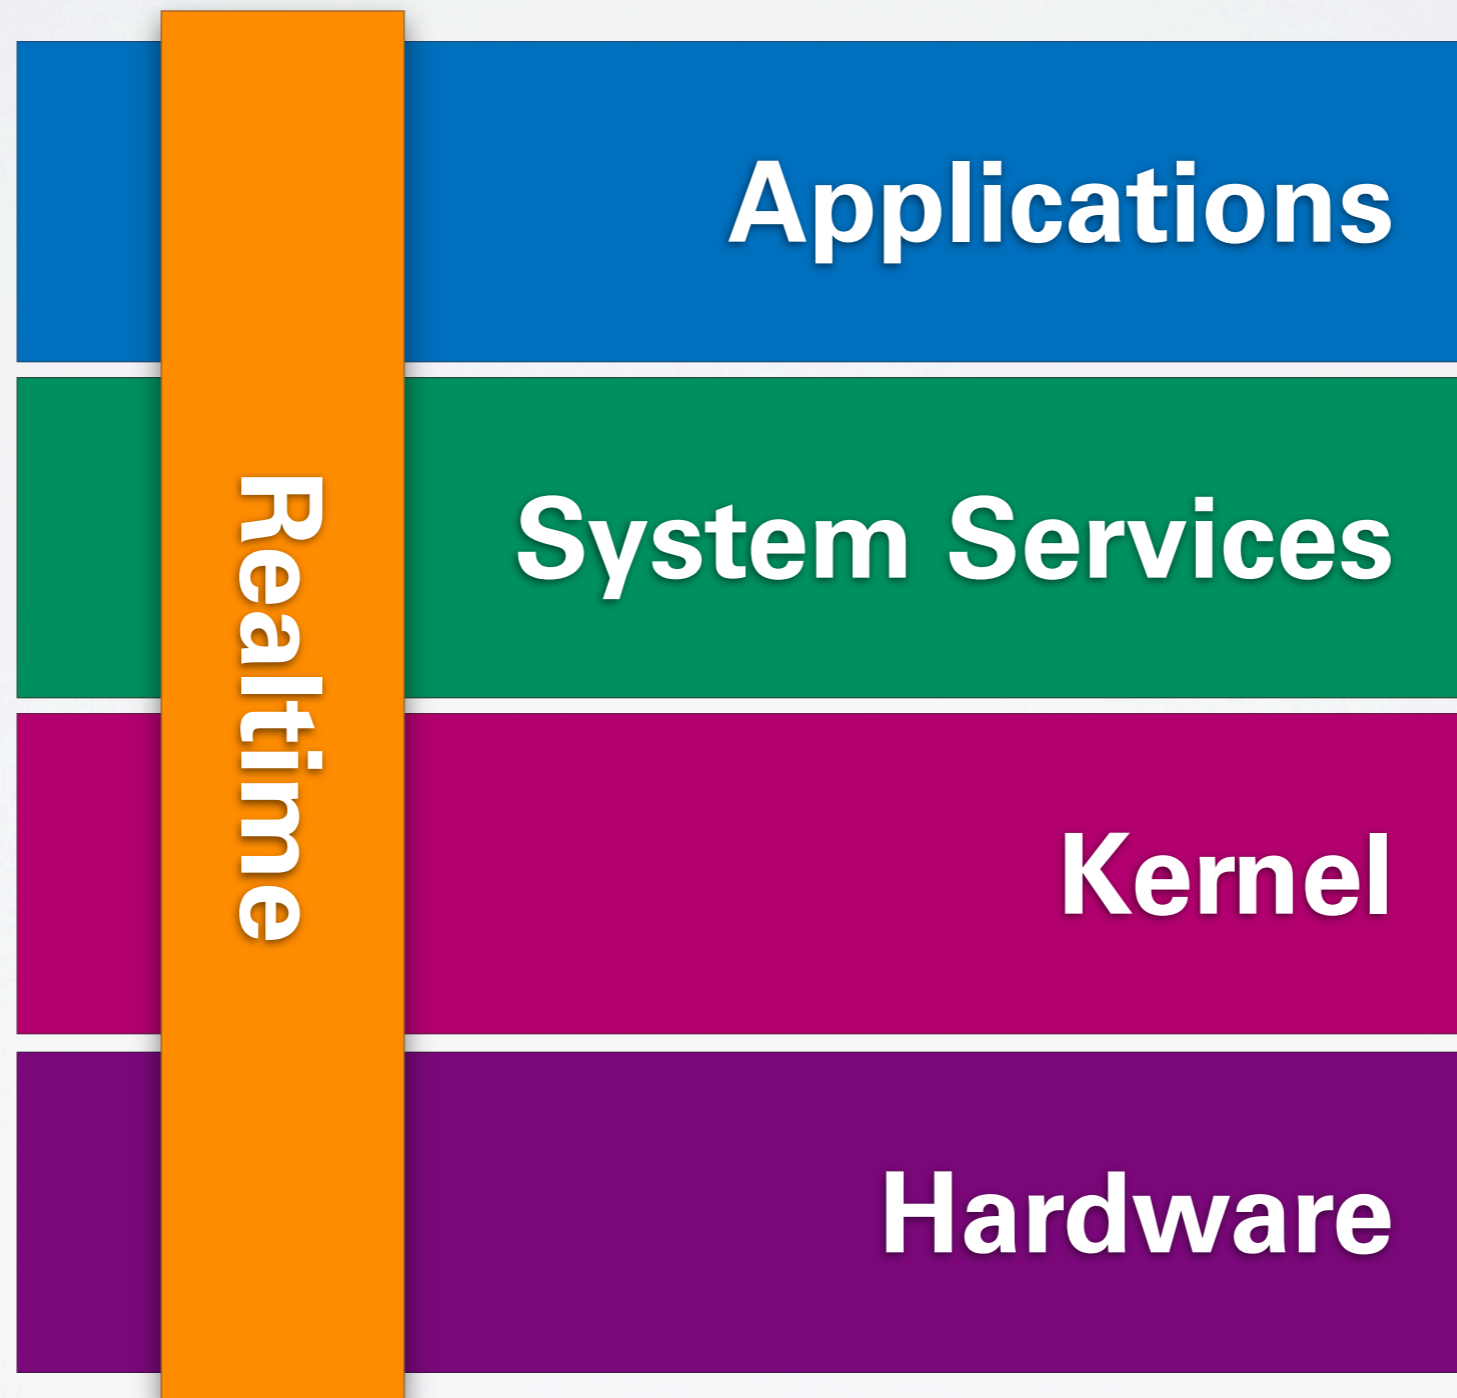 Applications
System Services
Realtime
Kernel
Hardware